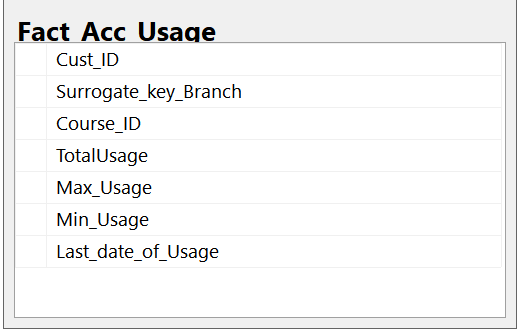 Fact_Acc_Usage
Cust_ID
Surrogate_key_Branch
Course_ID
TotalUsage
Max_Usage
Min_Usage
Last_date_of_Usage